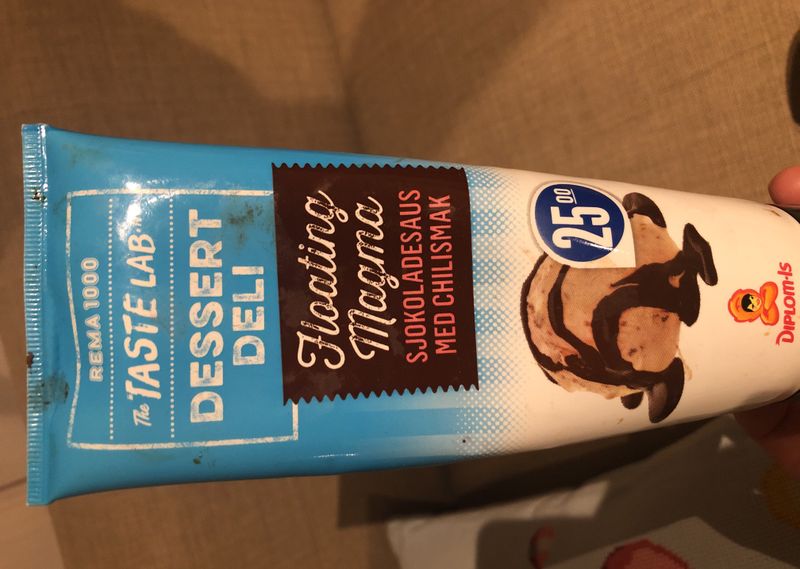 REMA 1000
The TASTE LAB
DESSERT
DELI
Floating
Magma
SJOKOLADESAUS
MED CHILISMAK
25 00
DIPLOM-IS